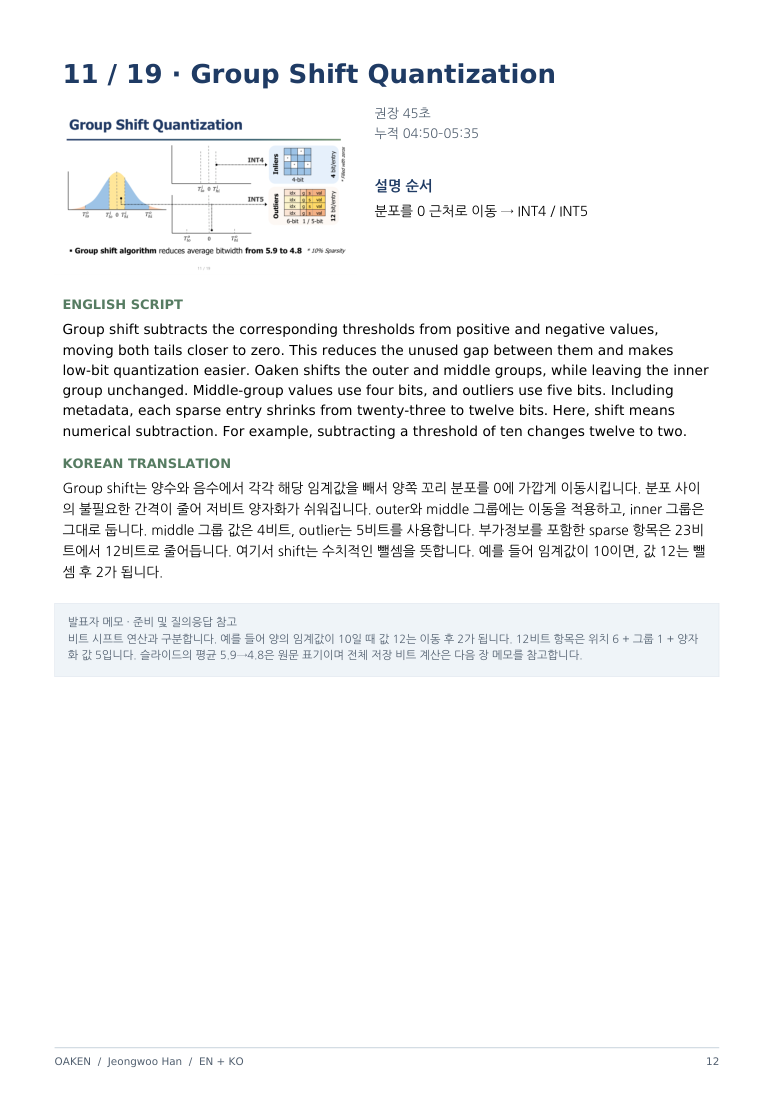 11 / 19 · Group Shift Quantization
권장 45초
누적 04:50-05:35
설명 순서
분포를 0 근처로 이동 → INT4 / INT5
Group Shift Quantization
INT4
INT5
Inliers
4-bit
4 bit/entry
Outliers
idx g s val
idx g s val
idx g s val
idx g s val
6-bit 1 / 5-bit
12 bit/entry
• Group shift algorithm reduces average bitwidth from 5.9 to 4.8 * 10% Sparsity
ENGLISH SCRIPT
Group shift subtracts the corresponding thresholds from positive and negative values,
moving both tails closer to zero. This reduces the unused gap between them and makes
low-bit quantization easier. Oaken shifts the outer and middle groups, while leaving the inner
group unchanged. Middle-group values use four bits, and outliers use five bits. Including
metadata, each sparse entry shrinks from twenty-three to twelve bits. Here, shift means
numerical subtraction. For example, subtracting a threshold of ten changes twelve to two.
KOREAN TRANSLATION
Group shift는 양수와 음수에서 각각 해당 임계값을 빼서 양쪽 꼬리 분포를 0에 가깝게 이동시킵니다. 분포 사이
의 불필요한 간격이 줄어 저비트 양자화가 쉬워집니다. outer와 middle 그룹에는 이동을 적용하고, inner 그룹은
그대로 둡니다. middle 그룹 값은 4비트, outlier는 5비트를 사용합니다. 부가정보를 포함한 sparse 항목은 23비
트에서 12비트로 줄어듭니다. 여기서 shift는 수치적인 뺄셈을 뜻합니다. 예를 들어 임계값이 10이면, 값 12는 뺄
셈 후 2가 됩니다.
발표자 메모 · 준비 및 질의응답 참고
비트 시프트 연산과 구분합니다. 예를 들어 양의 임계값이 10일 때 값 12는 이동 후 2가 됩니다. 12비트 항목은 위치 6 + 그룹 1 + 양자
화 값 5입니다. 슬라이드의 평균 5.9→4.8은 원문 표기이며 전체 저장 비트 계산은 다음 장 메모를 참고합니다.
OAKEN / Jeongwoo Han / EN + KO
12